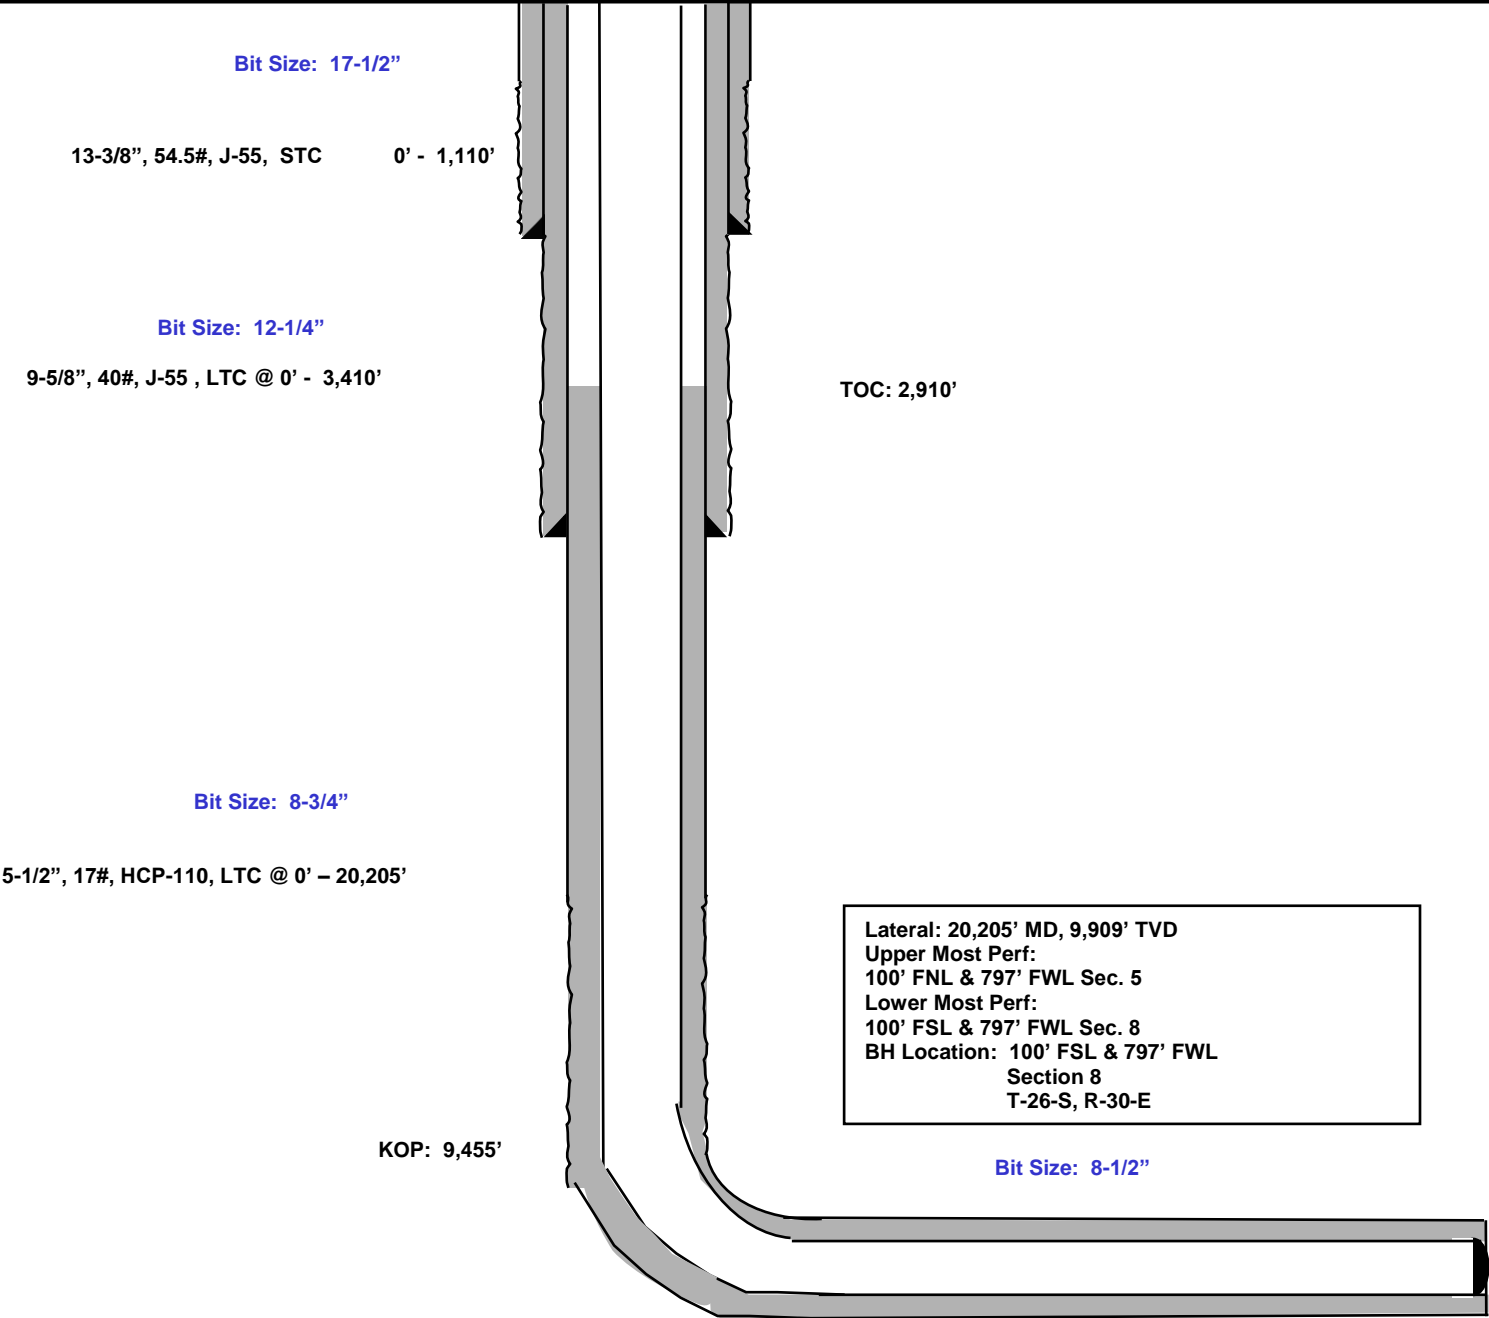 Bit Size:  17-1/2”
13-3/8”, 54.5#, J-55,  STC 0’ -  1,110’
Bit Size:  12-1/4”
9-5/8”, 40#, J-55 , LTC @ 0’ -  3,410’
TOC: 2,910’
Bit Size:  8-3/4”
5-1/2”, 17#, HCP-110, LTC @ 0’ – 20,205’
Lateral: 20,205’ MD, 9,909’ TVD
Upper Most Perf:
100’ FNL & 797’ FWL Sec. 5
Lower Most Perf:
100’ FSL & 797’ FWL Sec. 8
BH Location:  100’ FSL & 797’ FWL
Section 8
T-26-S, R-30-E
KOP:  9,455’
Bit Size:  8-1/2”